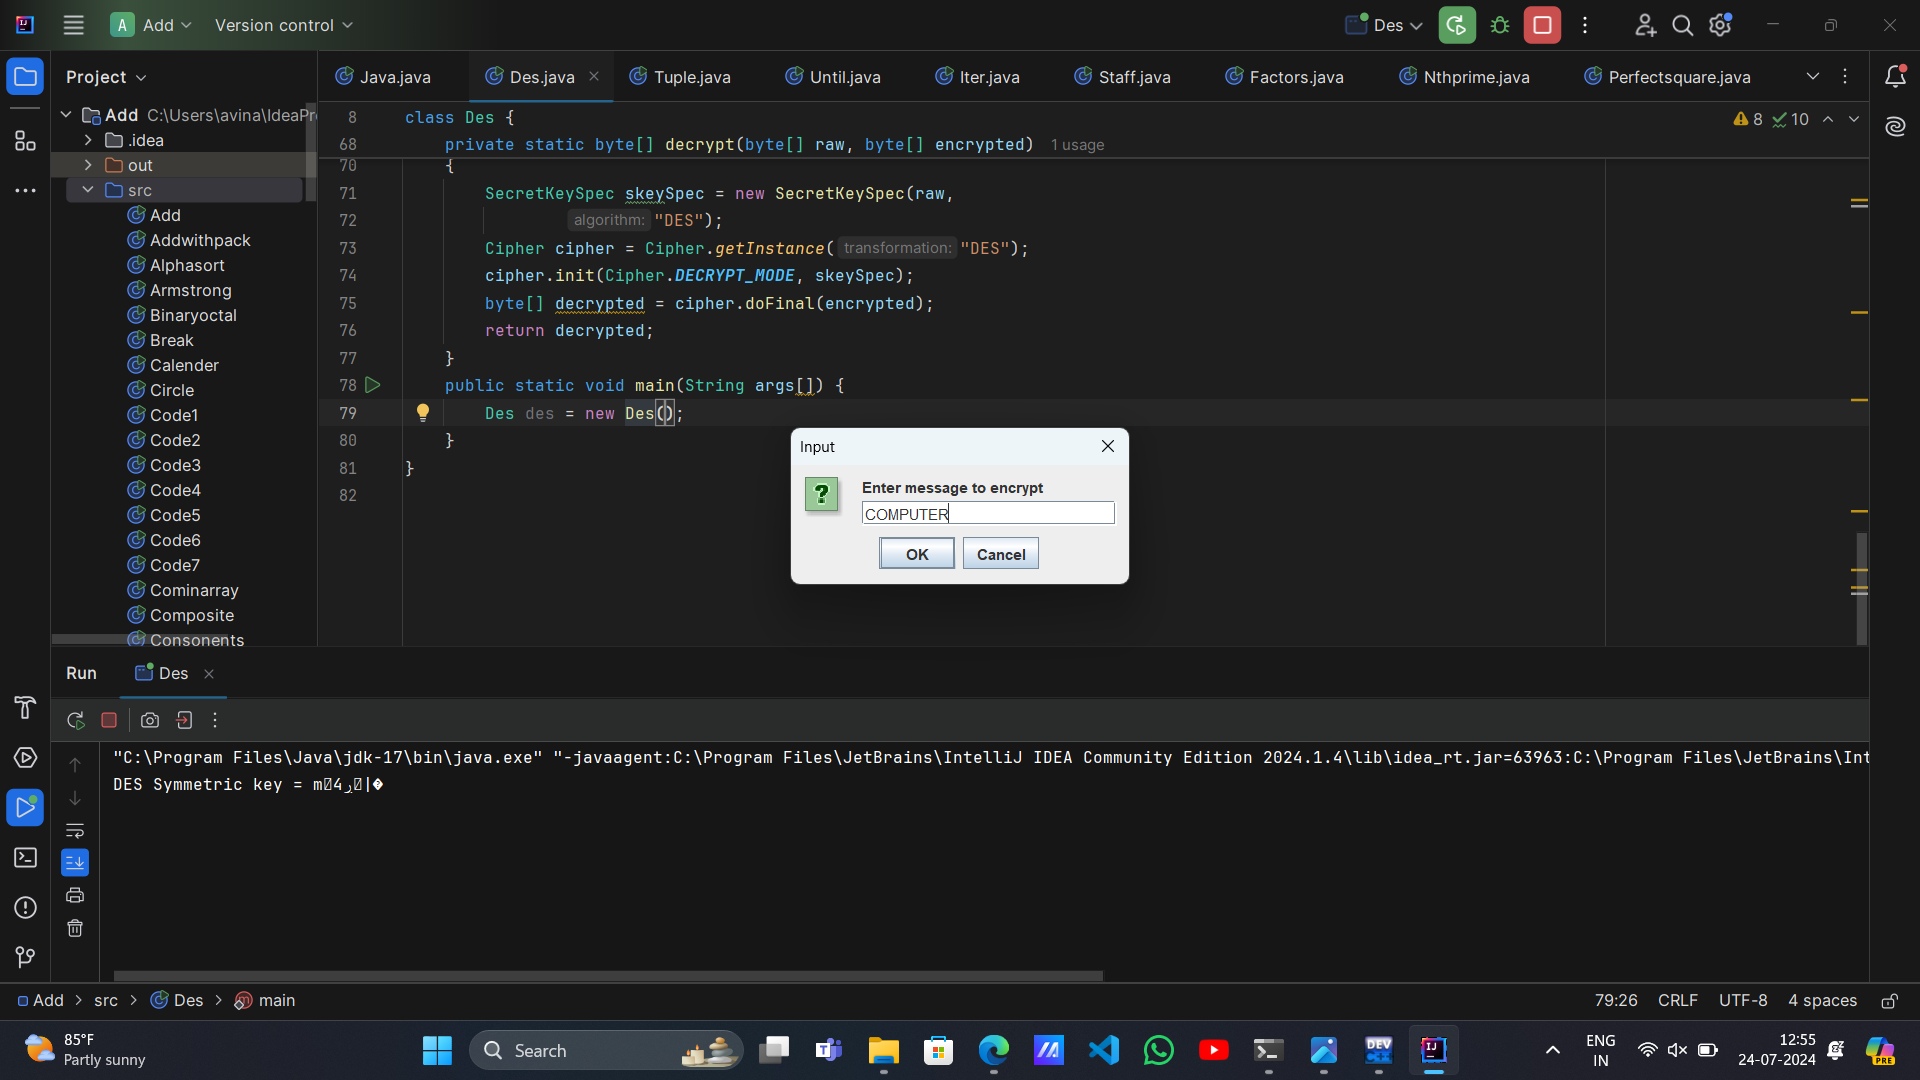 A Add Version control Des
Project
Java.java Des.java Tuple.java Until.java Iter.java Staff.java Factors.java Nthprime.java Perfectsquare.java
Add C:\Users\avina\IdeaPr
.idea
out
src
Add
Addwithpack
Alphasort
Armstrong
Binaryoctal
Break
Calender
Circle
Code1
Code2
Code3
Code4
Code5
Code6
Code7
Cominarray
Composite
Consonents
8 class Des { 8 10
68 private static byte[] decrypt(byte[] raw, byte[] encrypted) 1 usage
70 {
71 SecretKeySpec skeySpec = new SecretKeySpec(raw,
72 algorithm: "DES");
73 Cipher cipher = Cipher.getInstance( transformation: "DES");
74 cipher.init(Cipher.DECRYPT_MODE, skeySpec);
75 byte[] decrypted = cipher.doFinal(encrypted);
76 return decrypted;
77 }
78 public static void main(String args[]) {
79 Des des = new Des();
80 }
81 }
82
Input
Enter message to encrypt
COMPUTER
OK Cancel
Run Des
"C:\Program Files\Java\jdk-17\bin\java.exe" "-javaagent:C:\Program Files\JetBrains\IntelliJ IDEA Community Edition 2024.1.4\lib\idea_rt.jar=63963:C:\Program Files\JetBrains\Int
DES Symmetric key =
Add > src > Des > main 79:26 CRLF UTF-8 4 spaces
85°F
Partly sunny
Search
ENG
IN
12:55
24-07-2024